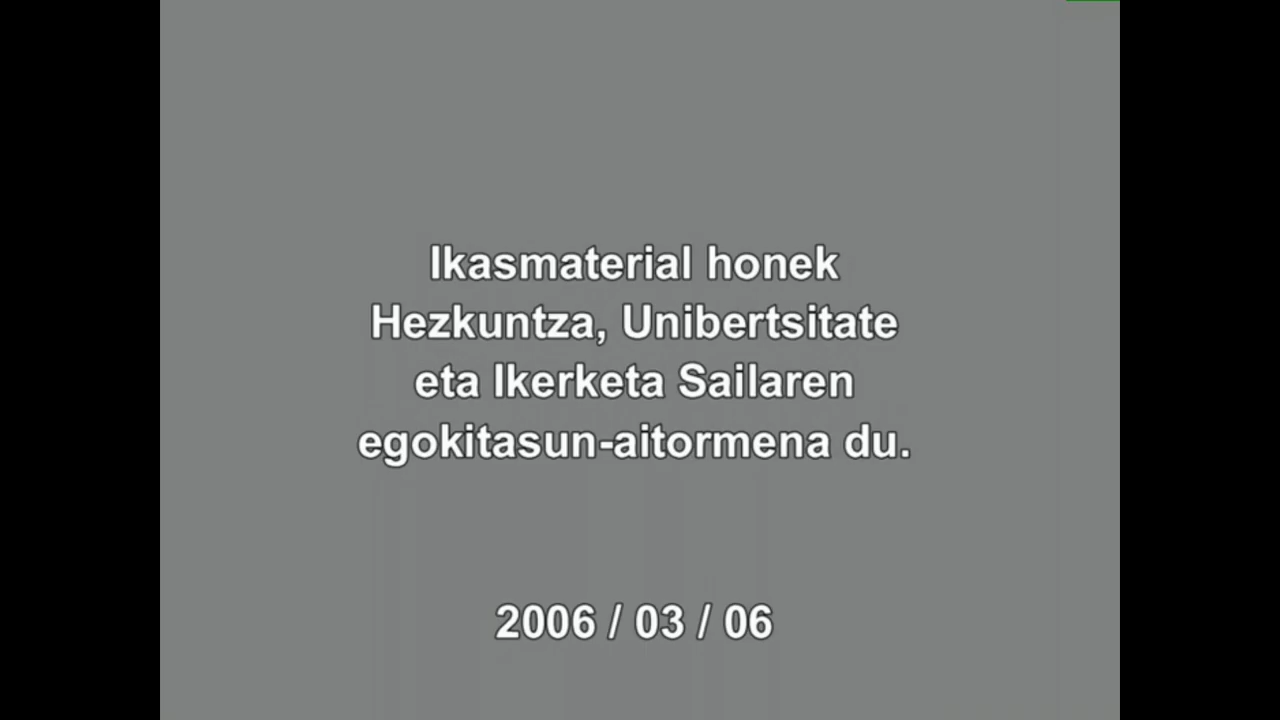 Ikasmaterial honek
Hezkuntza, Unibertsitate
eta Ikerketa Sailaren
egokitasun-aitormena du.
2006 / 03 / 06